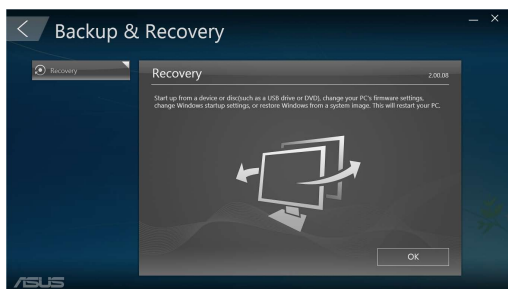 Backup & Recovery
Recovery
Recovery
2.00.08
Start up from a device or disc(such as a USB drive or DVD), change your PC's firmware settings,
change Windows startup settings, or restore Windows from a system image. This will restart your PC.
OK
ASUS